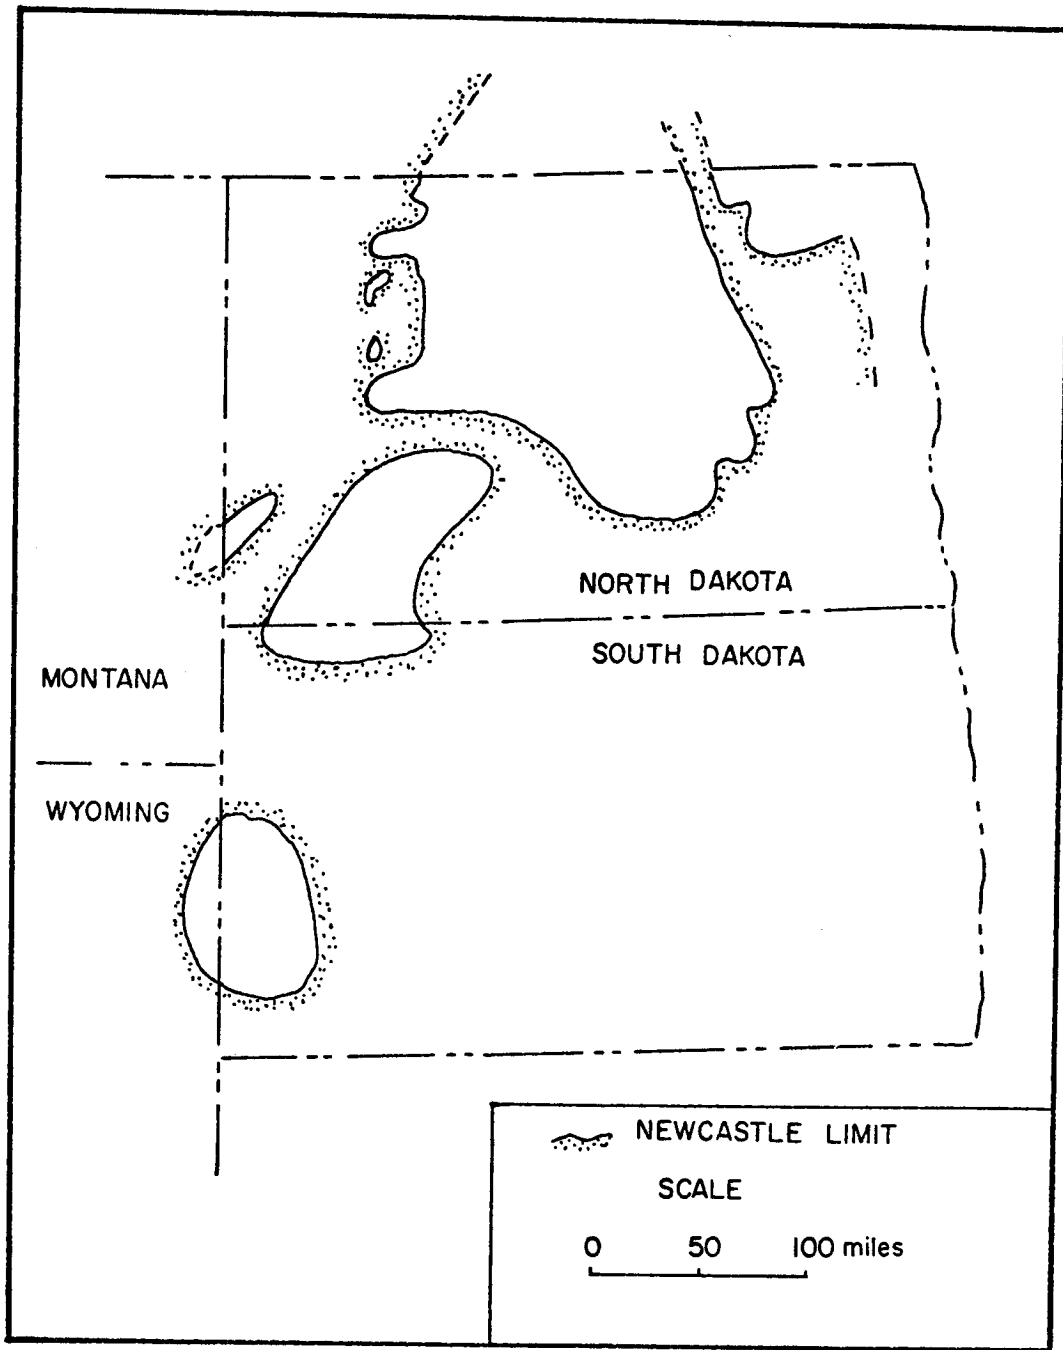 NORTH DAKOTA
SOUTH DAKOTA
MONTANA
WYOMING
NEWCASTLE LIMIT
SCALE
0 50 100 miles